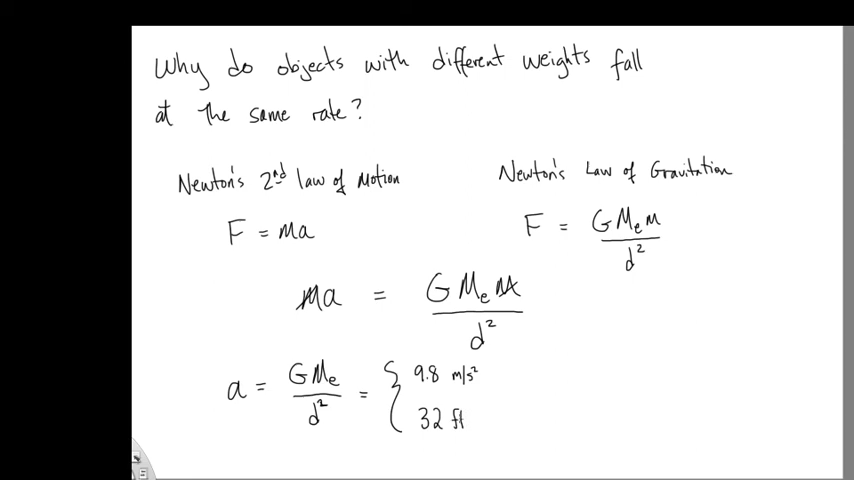 Why do objects with different weights fall
at the same rate?
Newton's 2nd law of Motion
Newton's Law of Gravitation
F = ma
F = GMem / d²
ma = GMem / d²
a = GMe / d² = { 9.8 m/s²
32 ft